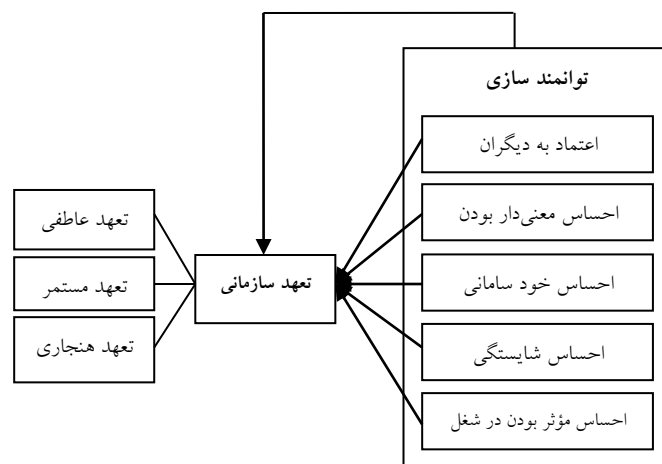 توانمند سازی
اعتماد به دیگران
احساس معنی‌دار بودن
احساس خود سامانی
احساس شایستگی
احساس مؤثر بودن در شغل
تعهد سازمانی
تعهد عاطفی
تعهد مستمر
تعهد هنجاری